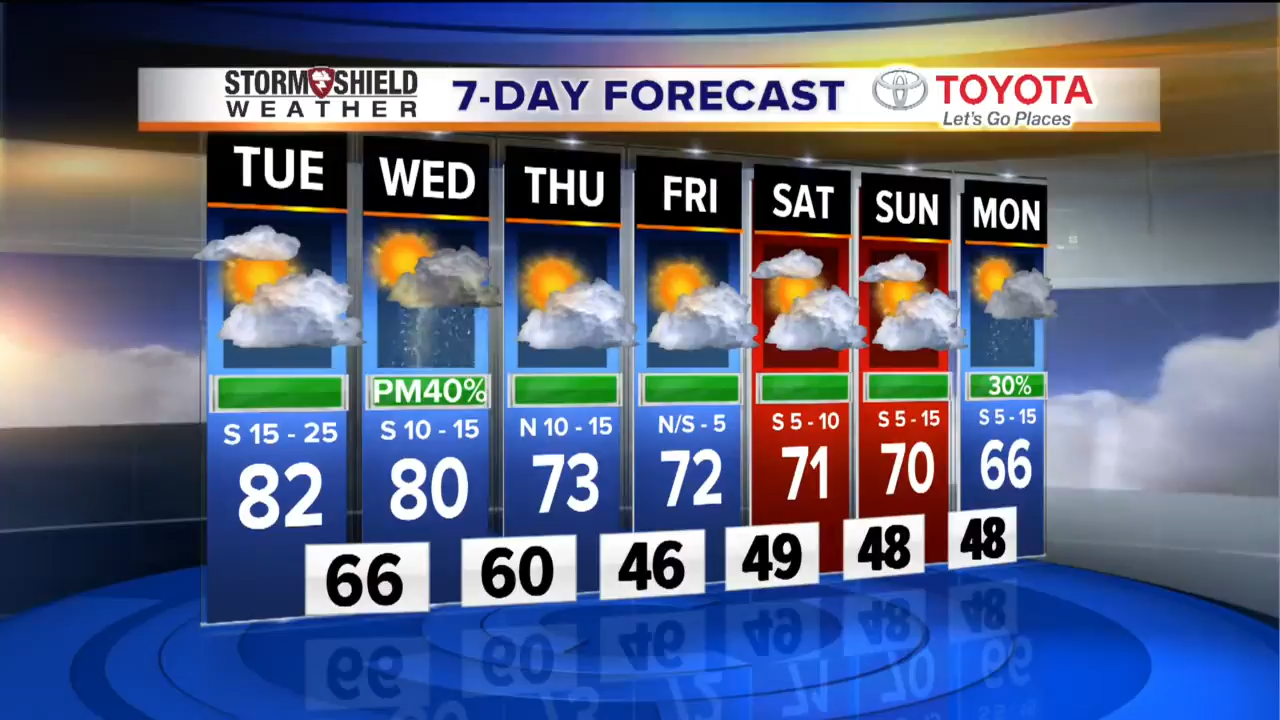 STORM SHIELD
WEATHER
7-DAY FORECAST
TOYOTA
Let's Go Places
TUE WED THU FRI SAT SUN MON
PM40% 30%
S 15 - 25 S 10 - 15 N 10 - 15 N/S - 5 S 5 - 10 S 5 - 15 S 5 - 15
82 80 73 72 71 70 66
66 60 46 49 48 48